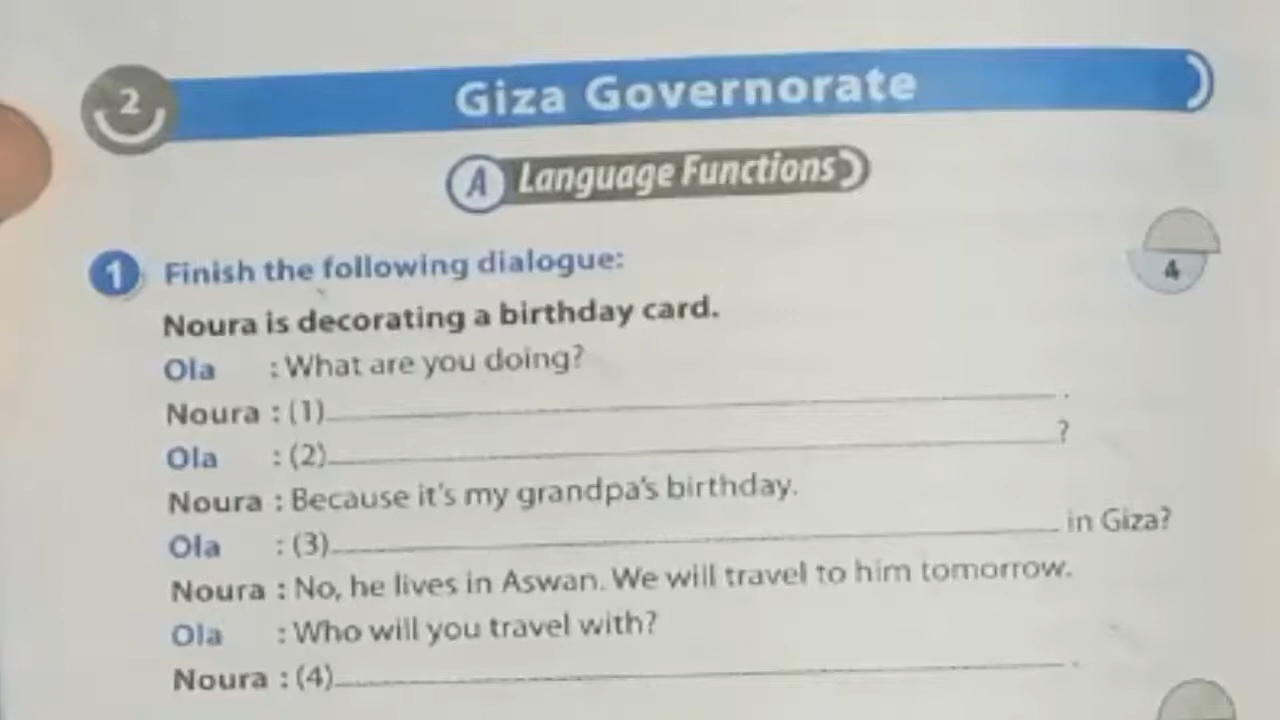 2 Giza Governorate
A Language Functions
1 Finish the following dialogue:
4
Noura is decorating a birthday card.
Ola : What are you doing?
Noura : (1) .
Ola : (2) ?
Noura : Because it's my grandpa's birthday.
Ola : (3) in Giza?
Noura : No, he lives in Aswan. We will travel to him tomorrow.
Ola : Who will you travel with?
Noura : (4) .